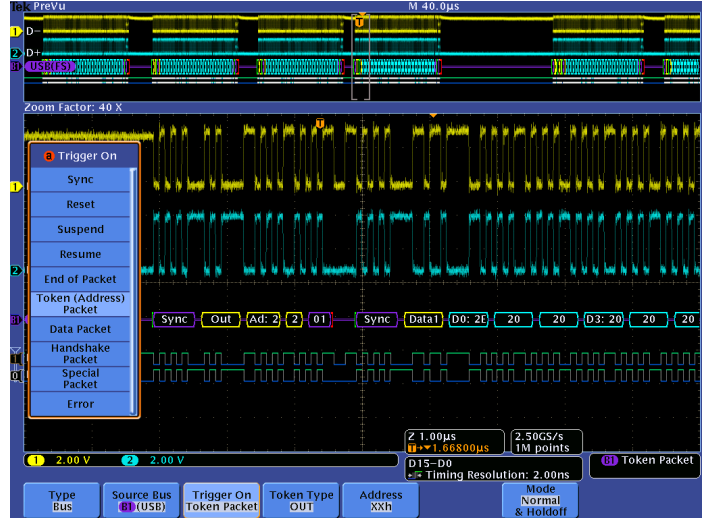 Tek PreVu M 40.0µs
T
1 D-
2 D+
B1 USB(FS)
Zoom Factor: 40 X
T
a Trigger On
Sync
Reset
Suspend
Resume
End of Packet
Token (Address)
Packet
Data Packet
Handshake
Packet
Special
Packet
Error
1
2
B1
Sync Out Ad: 2 2 01 Sync Data1 D0: 2E 20 20 D3: 20 20 20
1
0
Z 1.00µs
T→▼1.66800µs
2.50GS/s
1M points
1 2.00 V 2 2.00 V
D15-D0
Timing Resolution: 2.00ns
B1 Token Packet
Type
Bus
Source Bus
B1 (USB)
Trigger On
Token Packet
Token Type
OUT
Address
XXh
Mode
Normal
& Holdoff